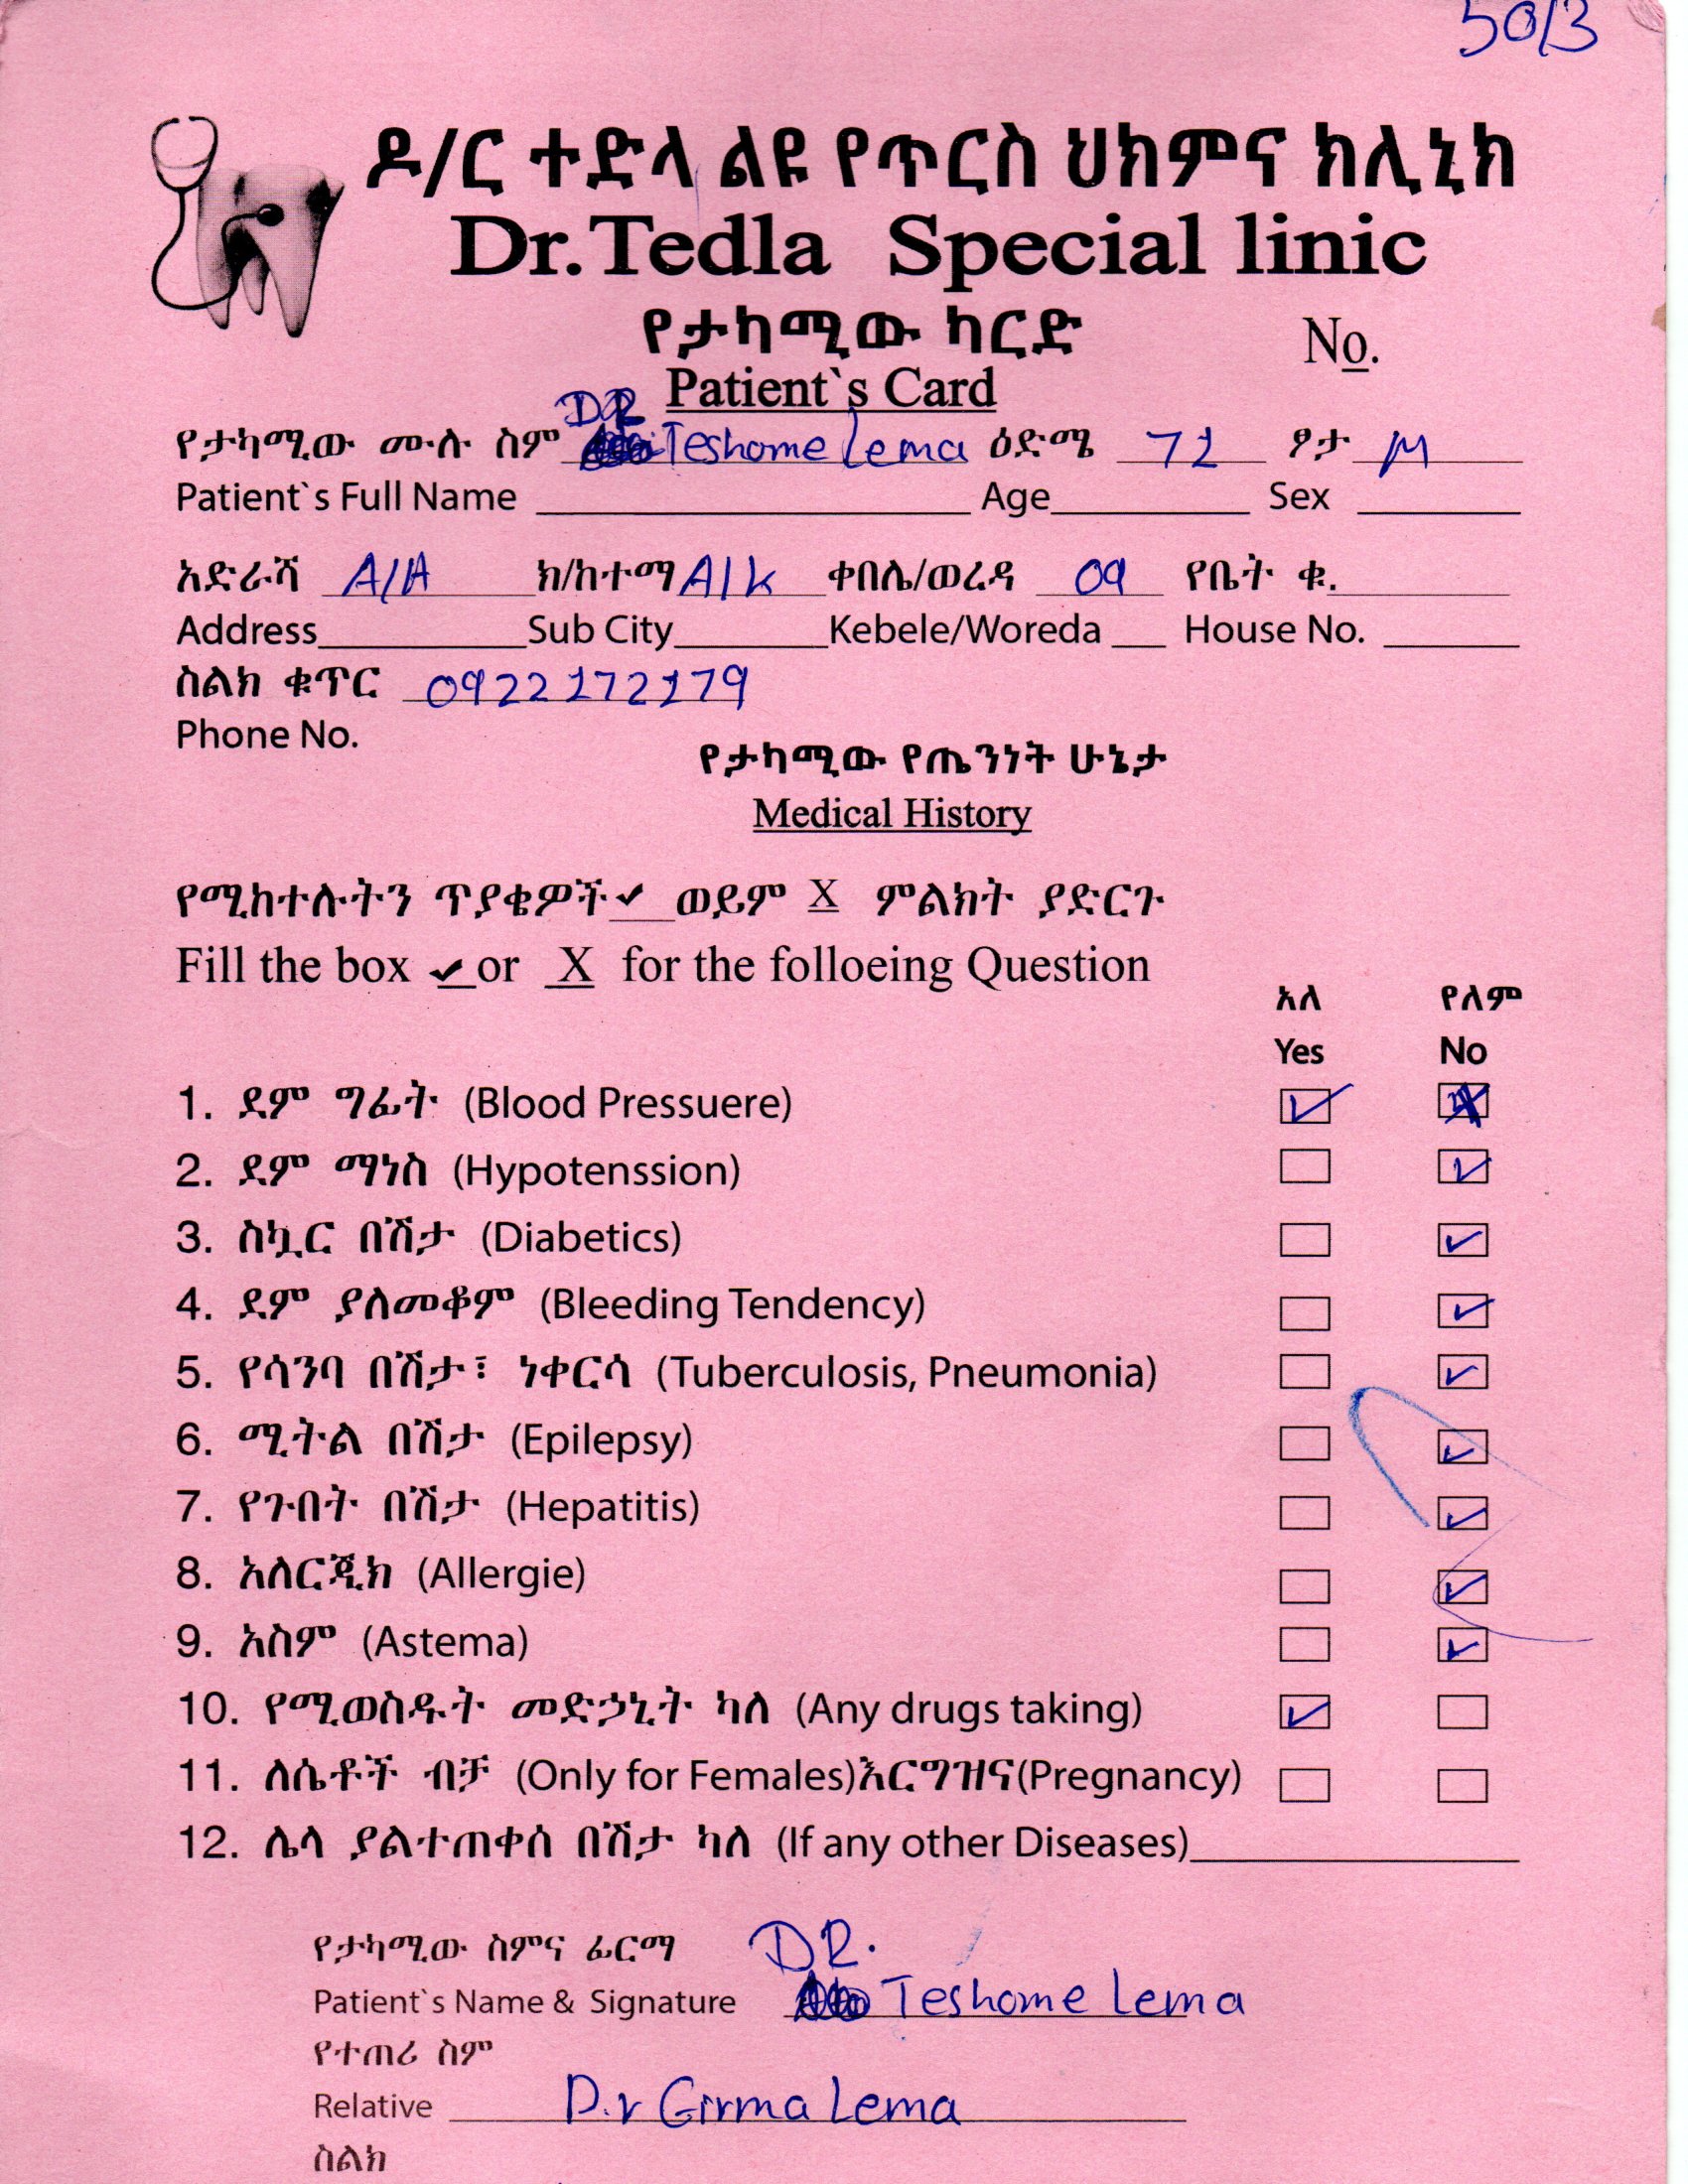 5013
ዶ/ር ተድላ ልዩ የጥርስ ህክምና ክሊኒክ
Dr.Tedla Special linic
የታካሚው ካርድ
No.
Patient`s Card
DR
የታካሚው ሙሉ ስም Teshome Lema ዕድሜ 72 ፆታ M
Patient`s Full Name Age Sex
አድራሻ A/A ክ/ከተማ A/K ቀበሌ/ወረዳ 09 የቤት ቁ.
Address Sub City Kebele/Woreda House No.
ስልክ ቁጥር 0922172179
Phone No.
የታካሚው የጤንነት ሁኔታ
Medical History
የሚከተሉትን ጥያቄዎች ✓ ወይም X ምልክት ያድርጉ
Fill the box ✓ or X for the folloeing Question
አለ የለም
Yes No
1. ደም ግፊት (Blood Pressuere) ✓ X
2. ደም ማነስ (Hypotenssion) ✓
3. ስኳር በሽታ (Diabetics) ✓
4. ደም ያለመቆም (Bleeding Tendency) ✓
5. የሳንባ በሽታ፣ ነቀርሳ (Tuberculosis, Pneumonia) ✓
6. ሚትል በሽታ (Epilepsy) ✓
7. የጉበት በሽታ (Hepatitis) ✓
8. አለርጂክ (Allergie) ✓
9. አስም (Astema) ✓
10. የሚወስዱት መድኃኒት ካለ (Any drugs taking) ✓
11. ለሴቶች ብቻ (Only for Females)እርግዝና(Pregnancy)
12. ሌላ ያልተጠቀሰ በሽታ ካለ (If any other Diseases)
የታካሚው ስምና ፊርማ DR.
Patient`s Name & Signature Teshome Lema
የተጠሪ ስም
Relative D.r Girma Lema
ስልክ